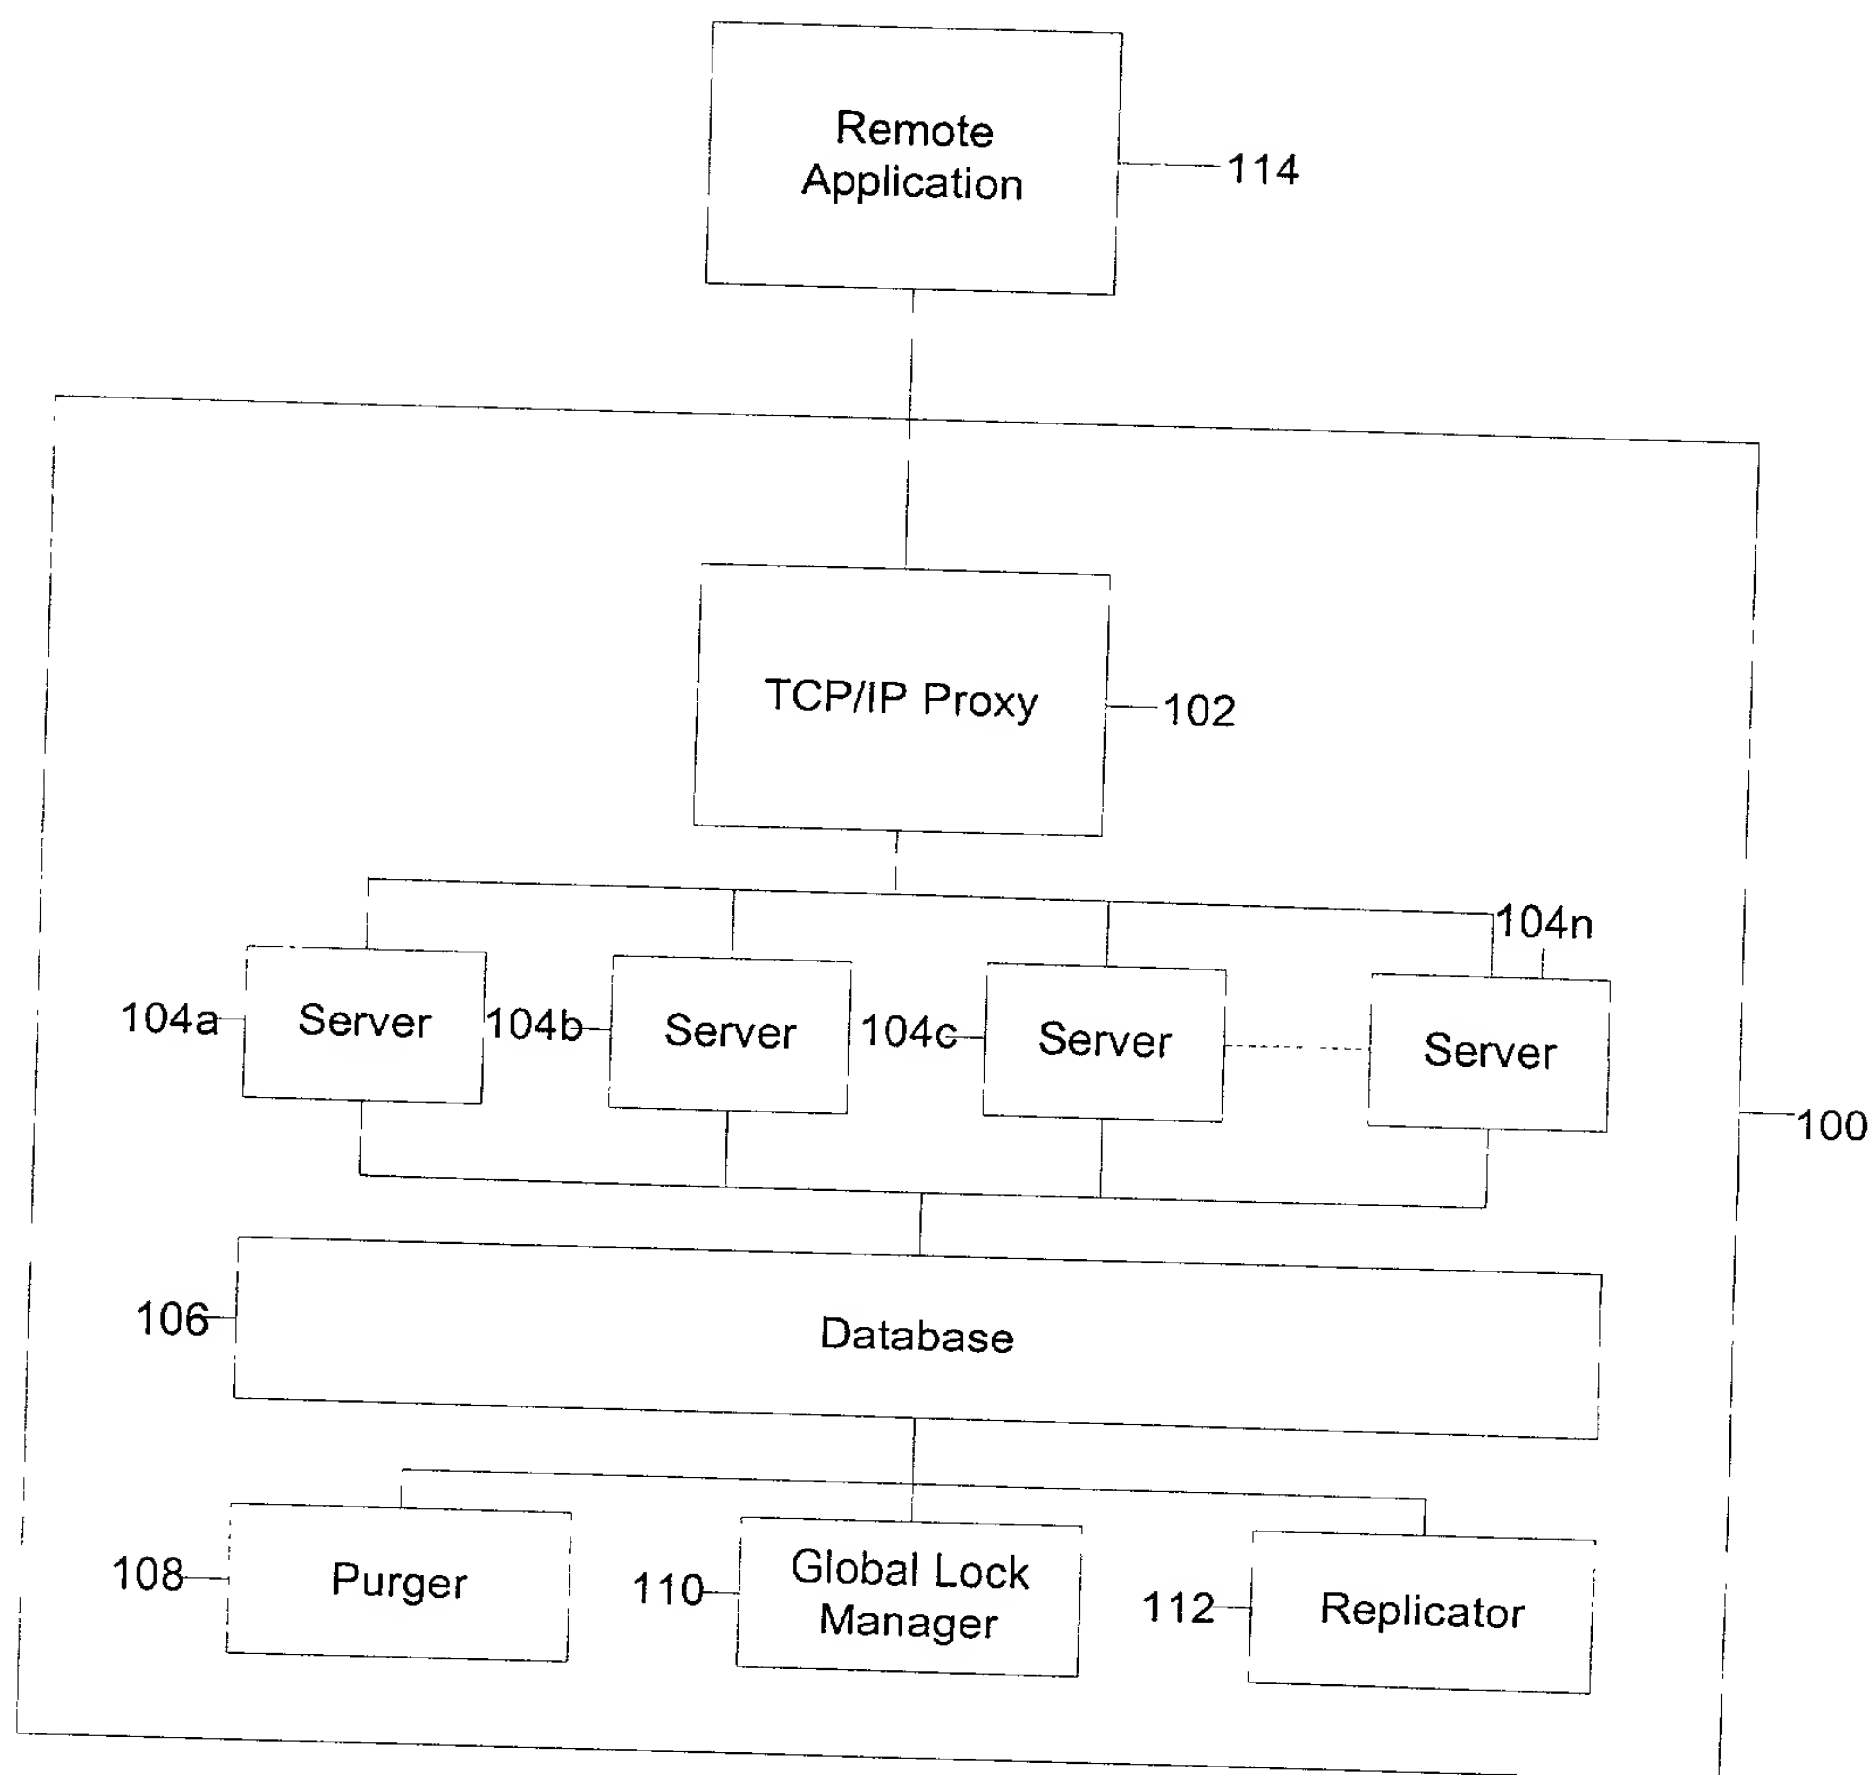 Remote
Application
114
TCP/IP Proxy
102
104n
104a
Server
104b
Server
104c
Server
Server
100
106
Database
108
Purger
110
Global Lock
Manager
112
Replicator